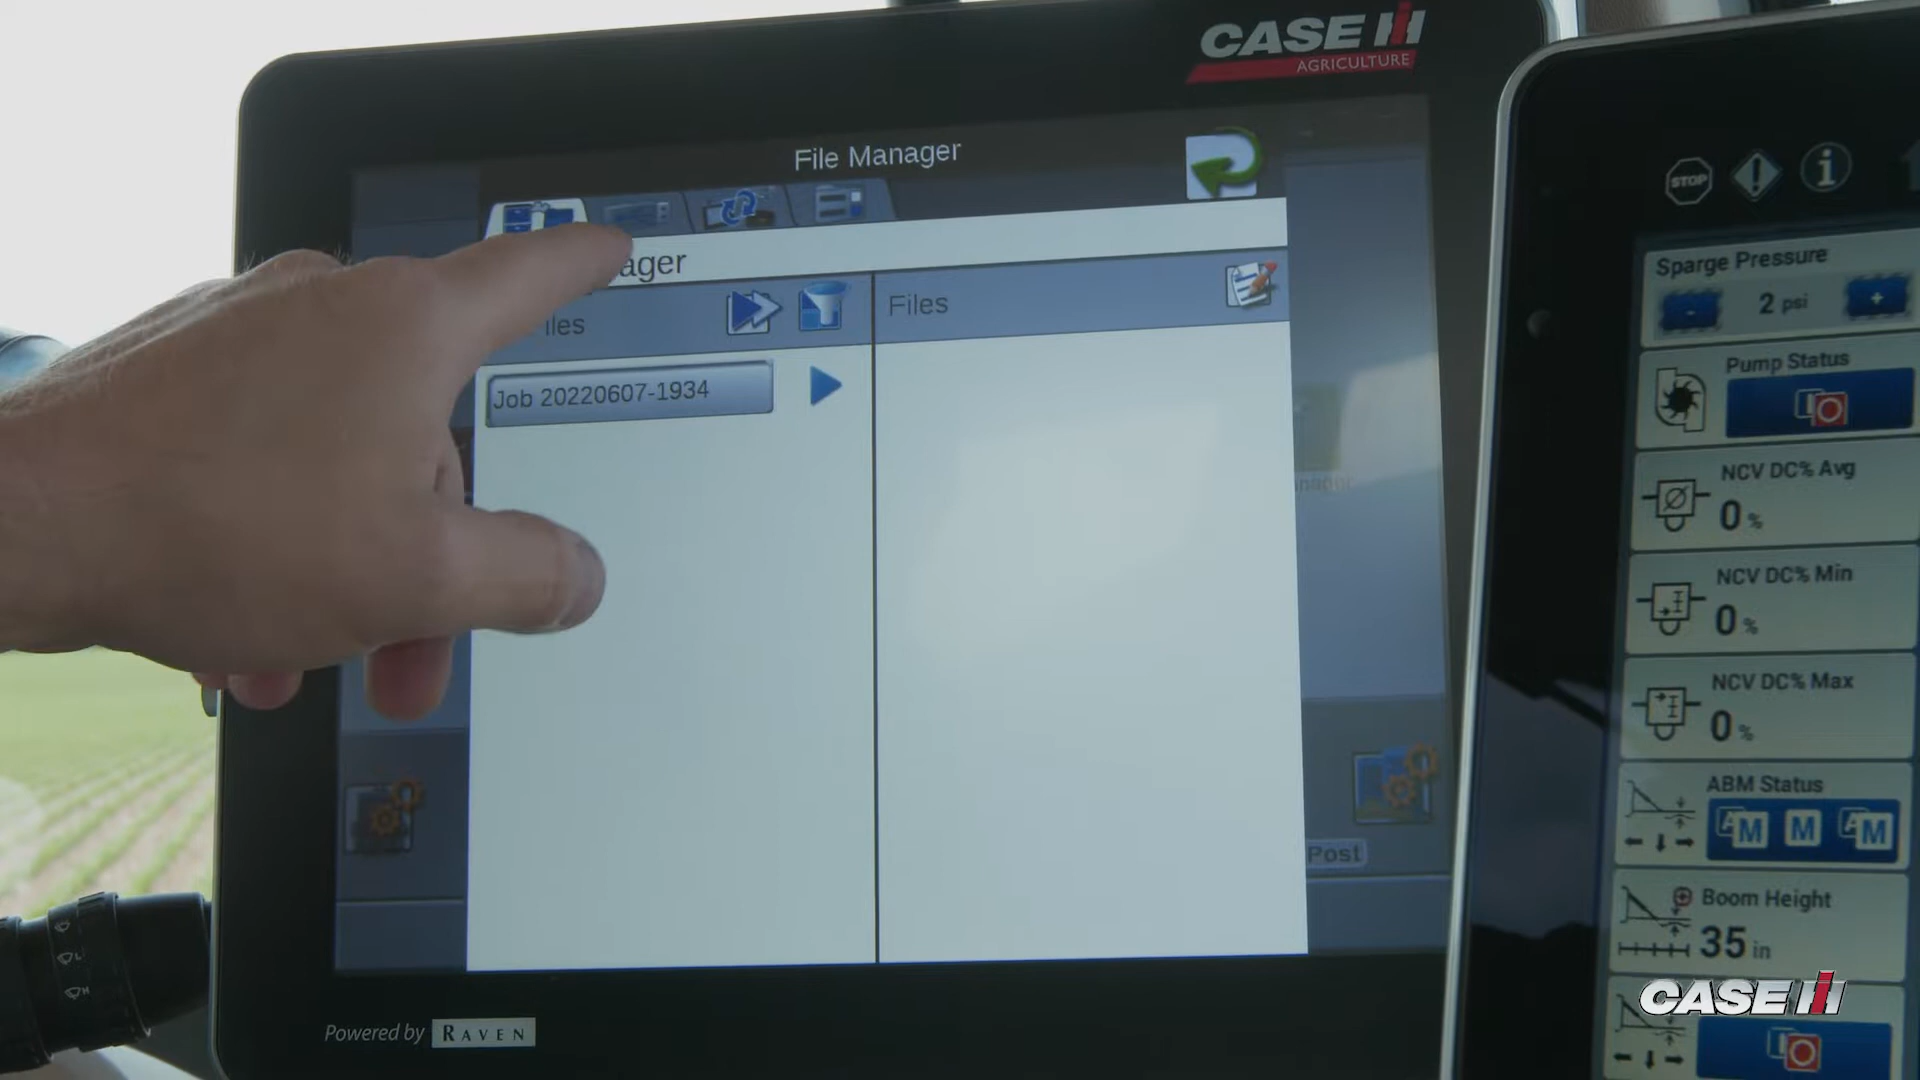 CASE IH
AGRICULTURE
File Manager
ager
iles
Files
Job 20220607-1934
nager
Post
Powered by RAVEN
STOP
Sparge Pressure
- 2 psi +
Pump Status
NCV DC% Avg
0 %
NCV DC% Min
0 %
NCV DC% Max
0 %
ABM Status
A M M A M
Boom Height
35 in
CASE IH